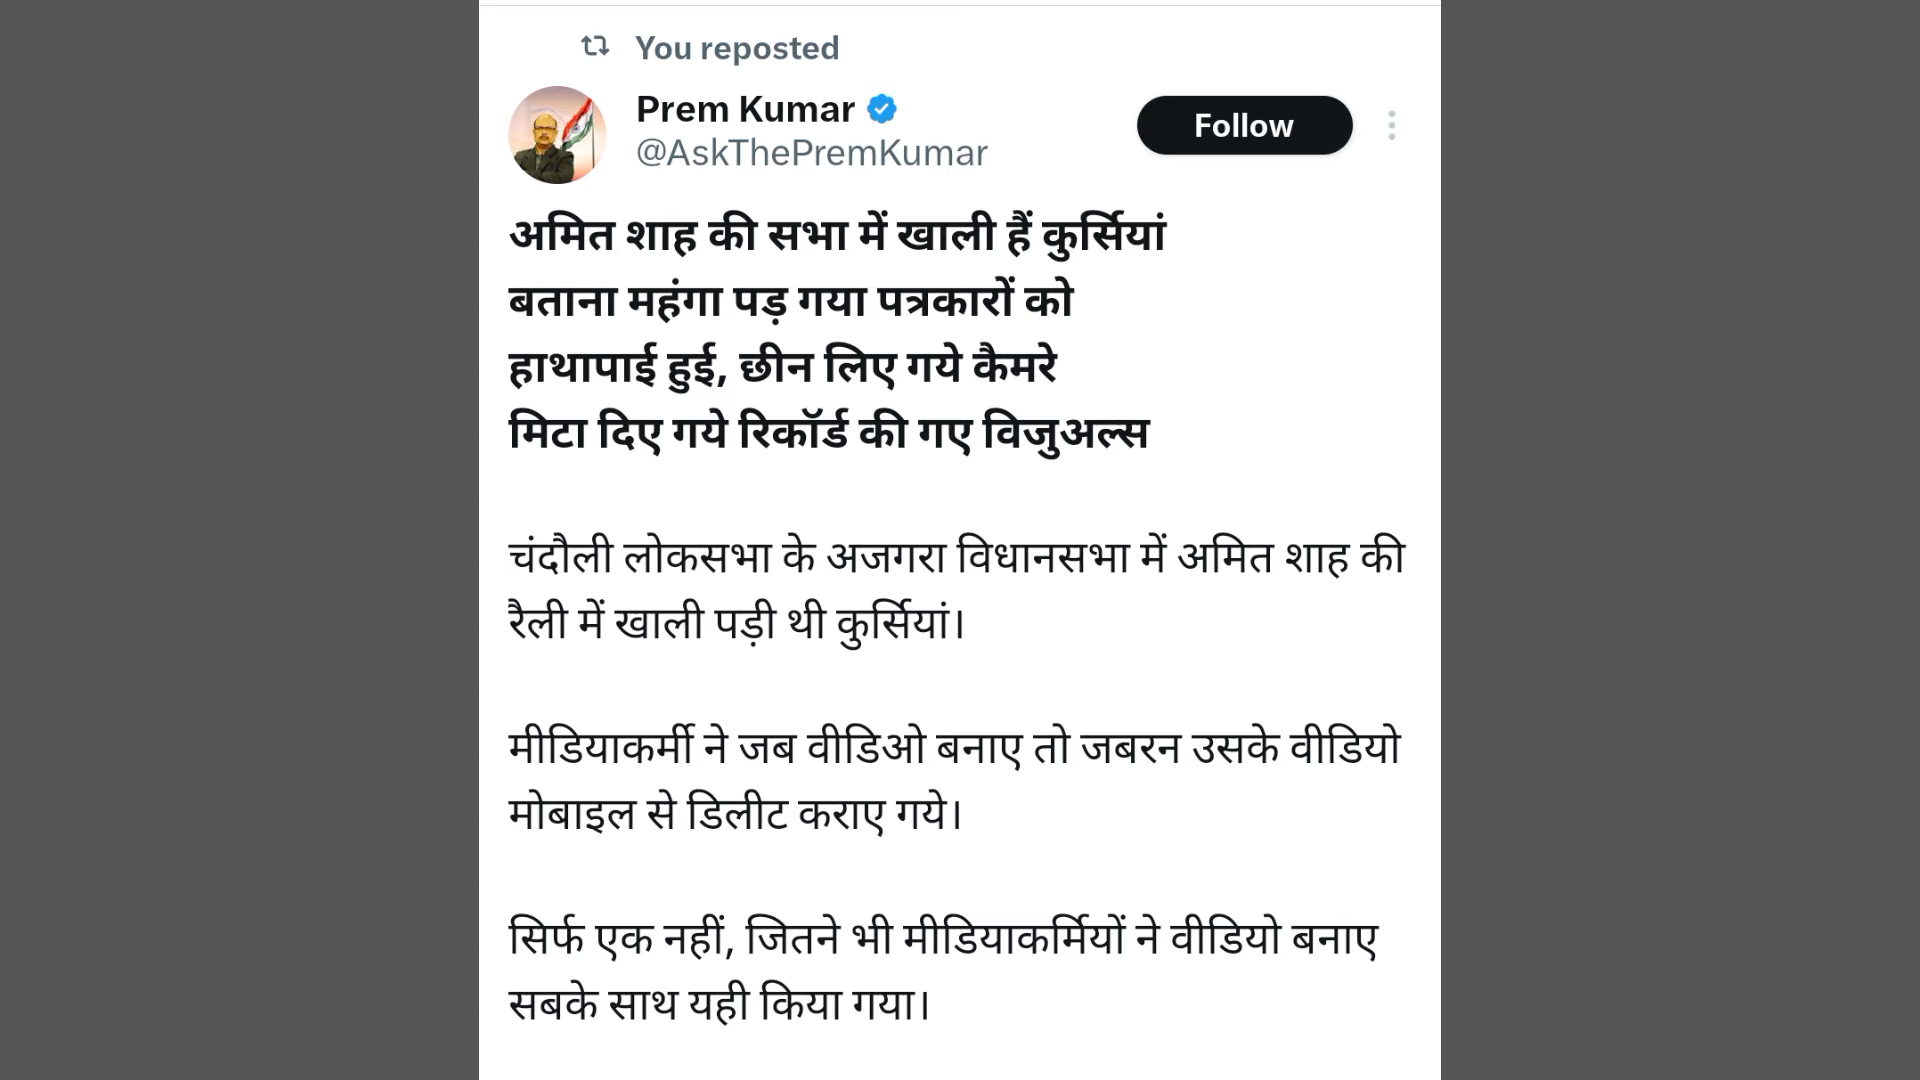 You reposted
Prem Kumar
@AskThePremKumar
Follow
अमित शाह की सभा में खाली हैं कुर्सियां
बताना महंगा पड़ गया पत्रकारों को
हाथापाई हुई, छीन लिए गये कैमरे
मिटा दिए गये रिकॉर्ड की गए विजुअल्स
चंदौली लोकसभा के अजगरा विधानसभा में अमित शाह की
रैली में खाली पड़ी थी कुर्सियां।
मीडियाकर्मी ने जब वीडिओ बनाए तो जबरन उसके वीडियो
मोबाइल से डिलीट कराए गये।
सिर्फ एक नहीं, जितने भी मीडियाकर्मियों ने वीडियो बनाए
सबके साथ यही किया गया।